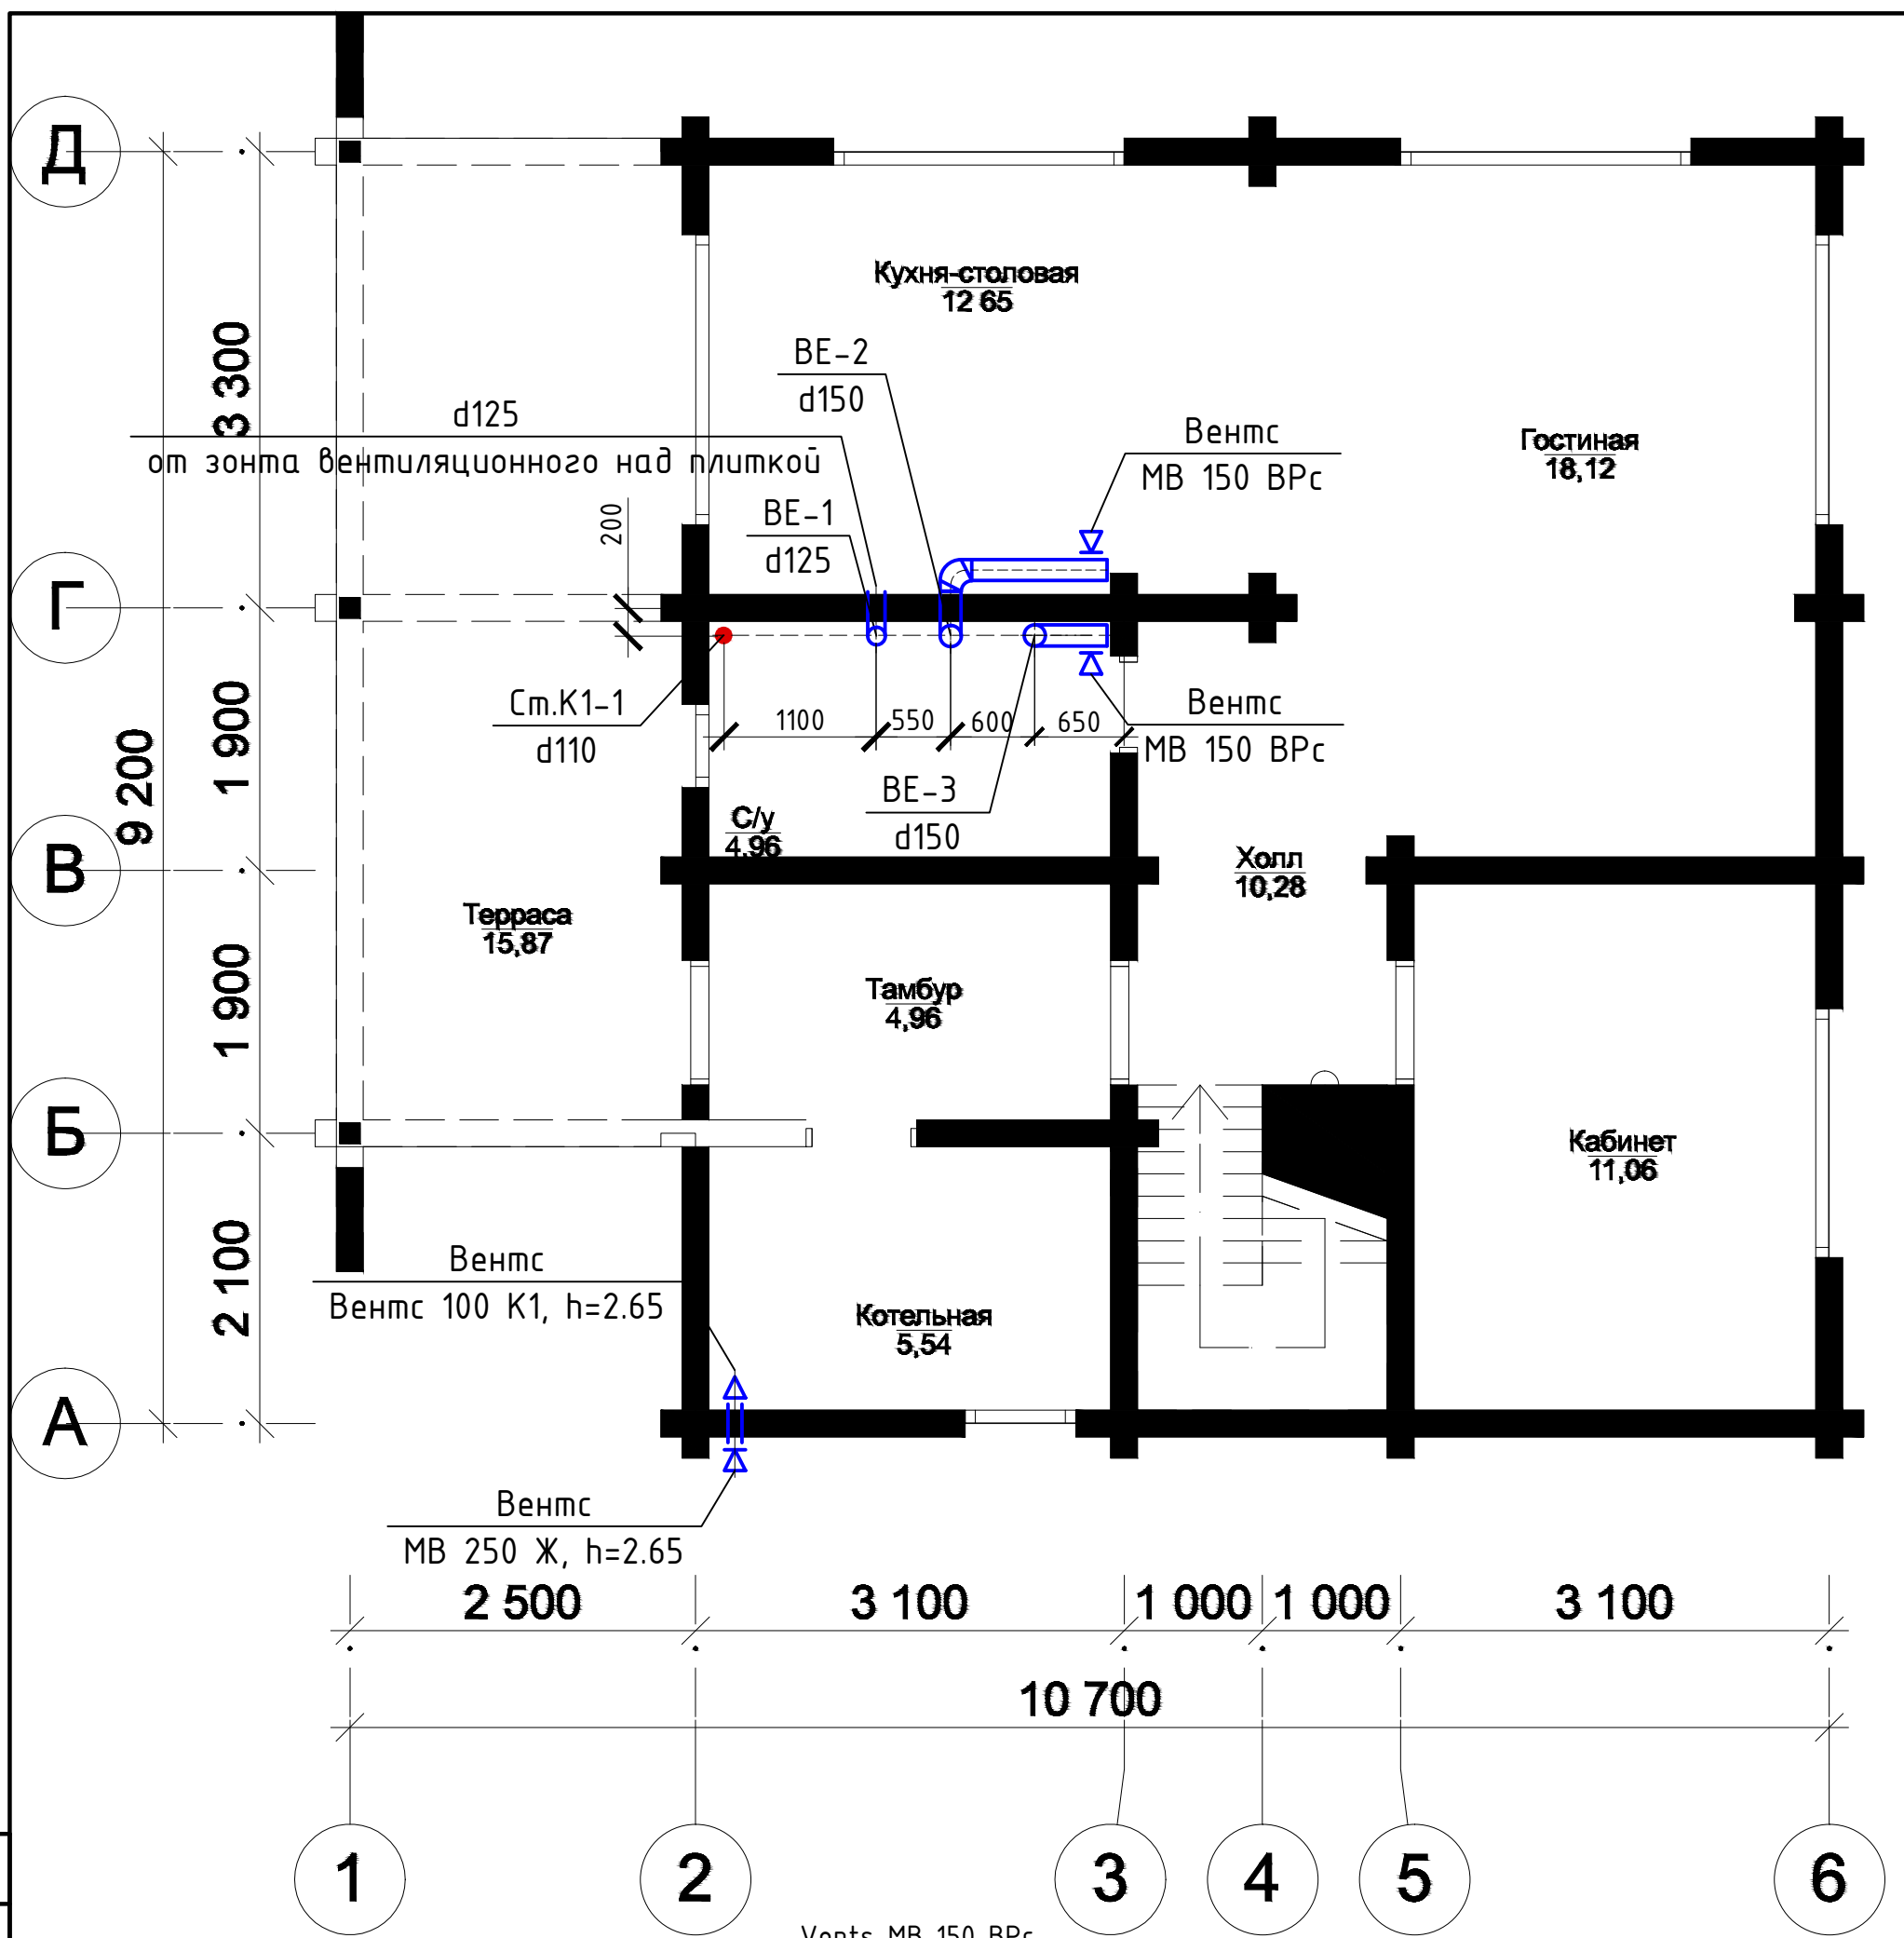 Д
Кухня-столовая
12 65
ВЕ-2
d150
3 300
d125
от зонта вентиляционного над плиткой
Вентс
МВ 150 ВРс
Гостиная
18,12
200
ВЕ-1
d125
Г
Ст.К1-1
d110
1100
550
600
650
Вентс
МВ 150 ВРс
1 900
9 200
ВЕ-3
d150
С/у
4,96
В
Холл
10,28
Терраса
15,87
1 900
Тамбур
4,96
Б
Кабинет
11,06
2 100
Вентс
Вентс 100 К1, h=2.65
Котельная
5,54
А
Вентс
МВ 250 Ж, h=2.65
2 500
3 100
1 000
1 000
3 100
10 700
1
2
3
4
5
6
Vents MB 150 BPc